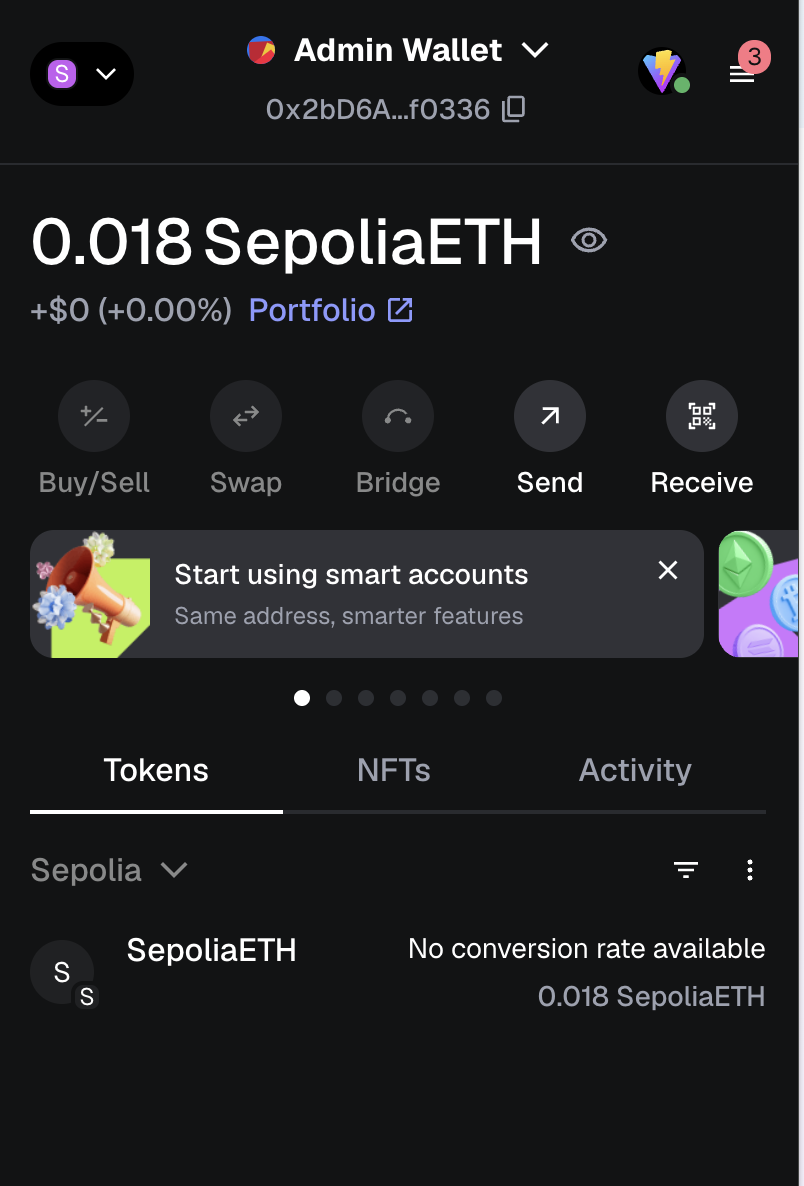 S
Admin Wallet
3
0x2bD6A...f0336
0.018 SepoliaETH
+$0 (+0.00%) Portfolio
Buy/Sell Swap Bridge Send Receive
Start using smart accounts
Same address, smarter features
Tokens NFTs Activity
Sepolia
S S SepoliaETH No conversion rate available
0.018 SepoliaETH